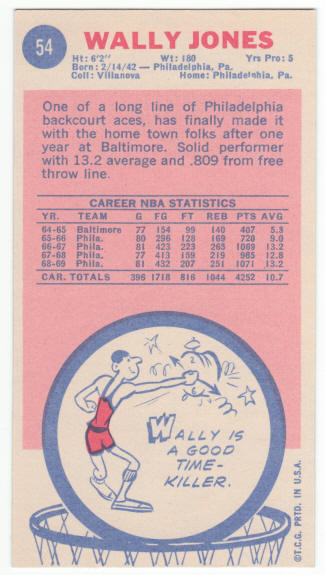 54
WALLY JONES
Ht: 6'2" Wt: 180 Yrs Pro: 5
Born: 2/14/42 — Philadelphia, Pa.
Coll: Villanova Home: Philadelphia, Pa.
One of a long line of Philadelphia
backcourt aces, has finally made it
with the home town folks after one
year at Baltimore. Solid performer
with 13.2 average and .809 from free
throw line.
CAREER NBA STATISTICS
YR. TEAM G FG FT REB PTS AVG
64-65 Baltimore 77 154 99 140 407 5.3
65-66 Phila. 80 296 128 169 720 9.0
66-67 Phila. 81 423 223 265 1069 13.2
67-68 Phila. 77 413 159 219 985 12.8
68-69 Phila. 81 432 207 251 1071 13.2
CAR. TOTALS 396 1718 816 1044 4252 10.7
WALLY IS
A GOOD
TIME-
KILLER.
©T.C.G. PRTD. IN U.S.A.